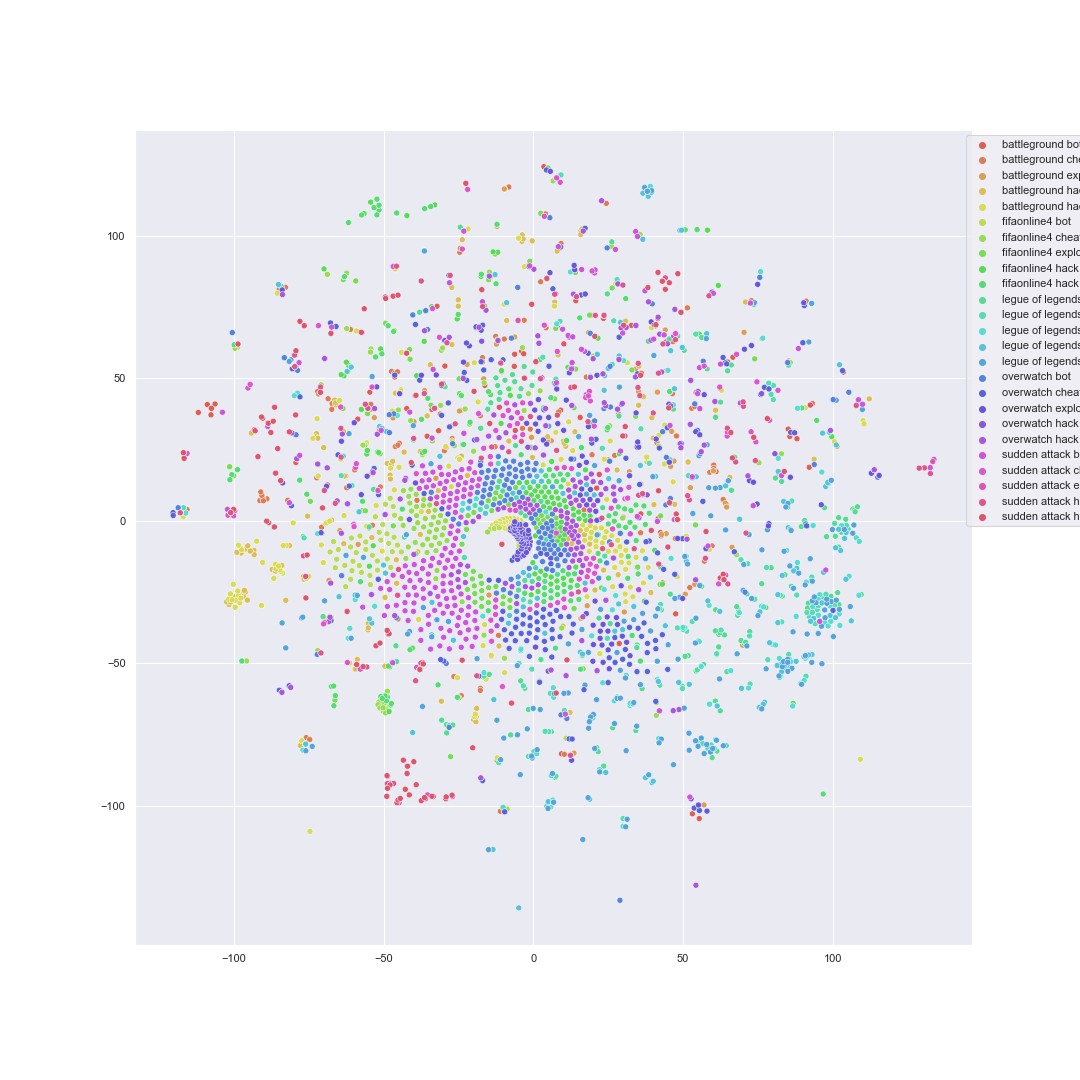 battleground bot
battleground che
battleground exp
battleground hac
battleground hac
fifaonline4 bot
fifaonline4 chea
fifaonline4 explo
fifaonline4 hack
fifaonline4 hack
legue of legends
legue of legends
legue of legends
legue of legends
legue of legends
overwatch bot
overwatch chea
overwatch explo
overwatch hack
overwatch hack
sudden attack b
sudden attack cl
sudden attack e
sudden attack h
sudden attack h
100
50
0
−50
−100
−100
−50
0
50
100